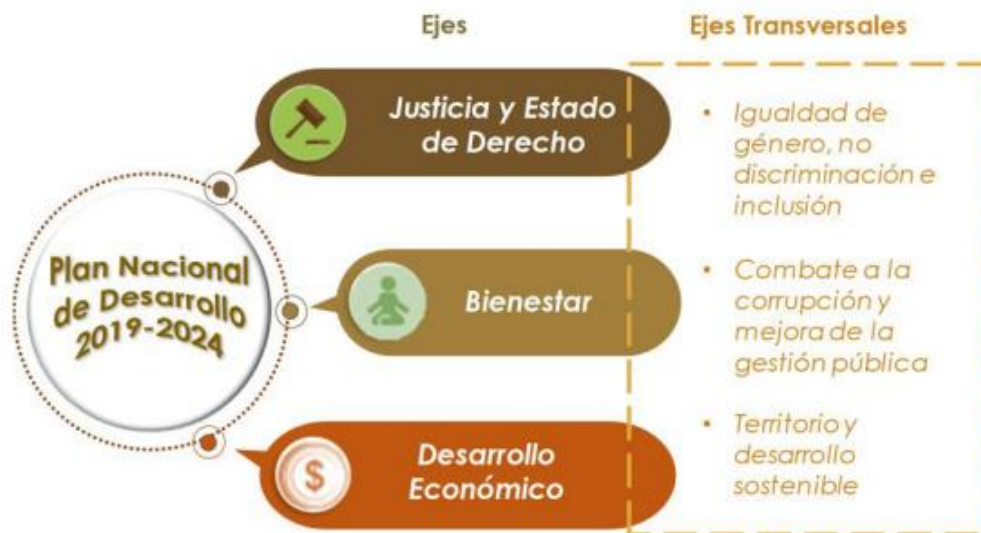 Ejes
Ejes Transversales
Plan Nacional
de Desarrollo
2019-2024
Justicia y Estado
de Derecho
Bienestar
Desarrollo
Económico
$
• Igualdad de
género, no
discriminación e
inclusión
• Combate a la
corrupción y
mejora de la
gestión pública
• Territorio y
desarrollo
sostenible